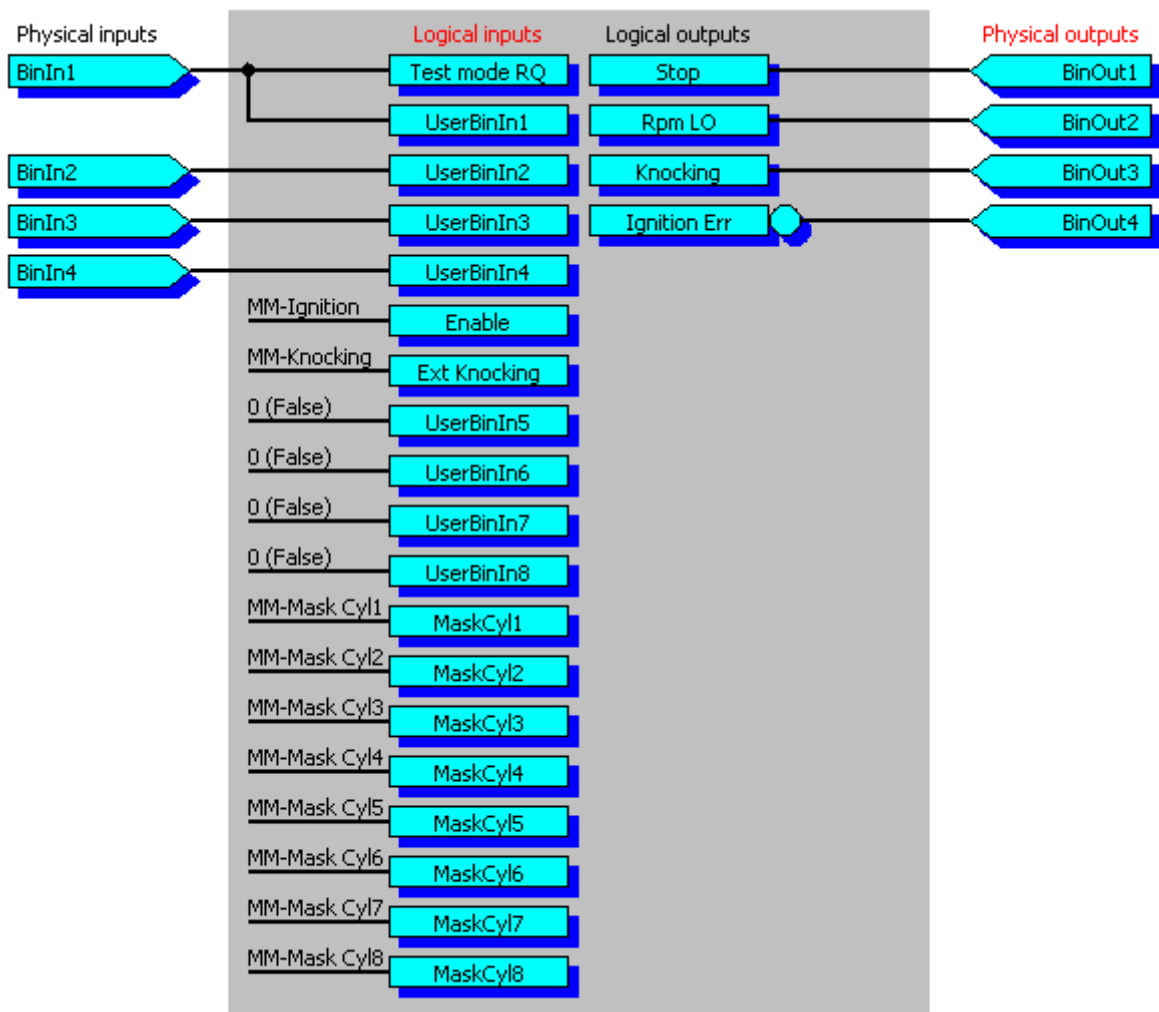 Physical inputs Logical inputs Logical outputs Physical outputs
BinIn1 Test mode RQ Stop BinOut1
UserBinIn1 Rpm LO BinOut2
BinIn2 UserBinIn2 Knocking BinOut3
BinIn3 UserBinIn3 Ignition Err BinOut4
BinIn4 UserBinIn4
MM-Ignition Enable
MM-Knocking Ext Knocking
0 (False) UserBinIn5
0 (False) UserBinIn6
0 (False) UserBinIn7
0 (False) UserBinIn8
MM-Mask Cyl1 MaskCyl1
MM-Mask Cyl2 MaskCyl2
MM-Mask Cyl3 MaskCyl3
MM-Mask Cyl4 MaskCyl4
MM-Mask Cyl5 MaskCyl5
MM-Mask Cyl6 MaskCyl6
MM-Mask Cyl7 MaskCyl7
MM-Mask Cyl8 MaskCyl8